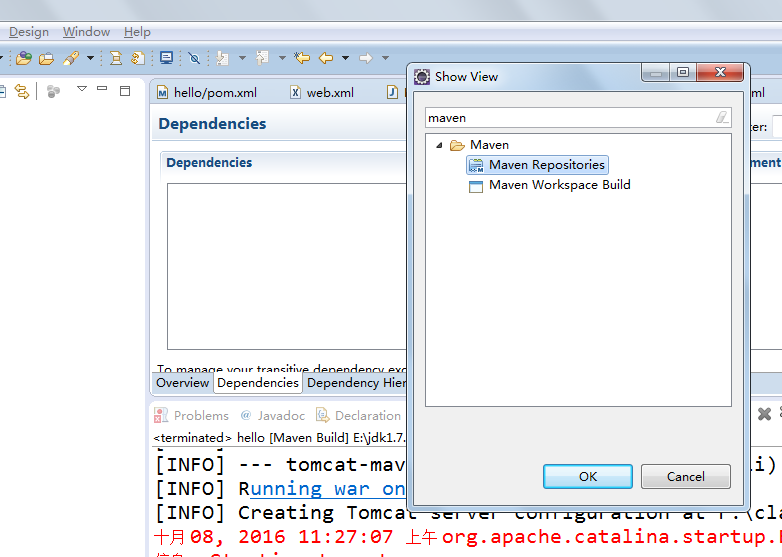 Design Window Help
Show View
hello/pom.xml web.xml
maven
Dependencies
Maven
Dependencies
Maven Repositories
Maven Workspace Build
To manage your transitive dependency exc
Overview Dependencies Dependency Hier
Problems @ Javadoc Declaration
<terminated> hello [Maven Build] E:\jdk1.7.
[INFO] --- tomcat-mav
[INFO] Running war on
OK Cancel
[INFO] Creating Tomcat server configuration at F:\cla
十月 08, 2016 11:27:07 上午 org.apache.catalina.startup.